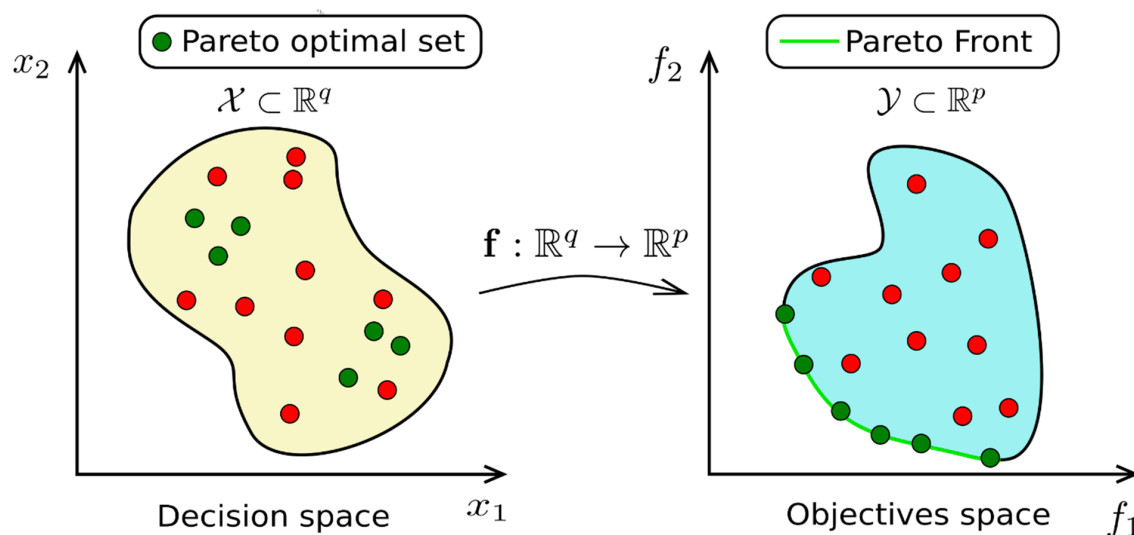 Pareto optimal set
x₂
𝒳 ⊂ ℝ^q
Decision space
x₁
f : ℝ^q → ℝ^p
Pareto Front
f₂
𝒴 ⊂ ℝ^p
Objectives space
f₁